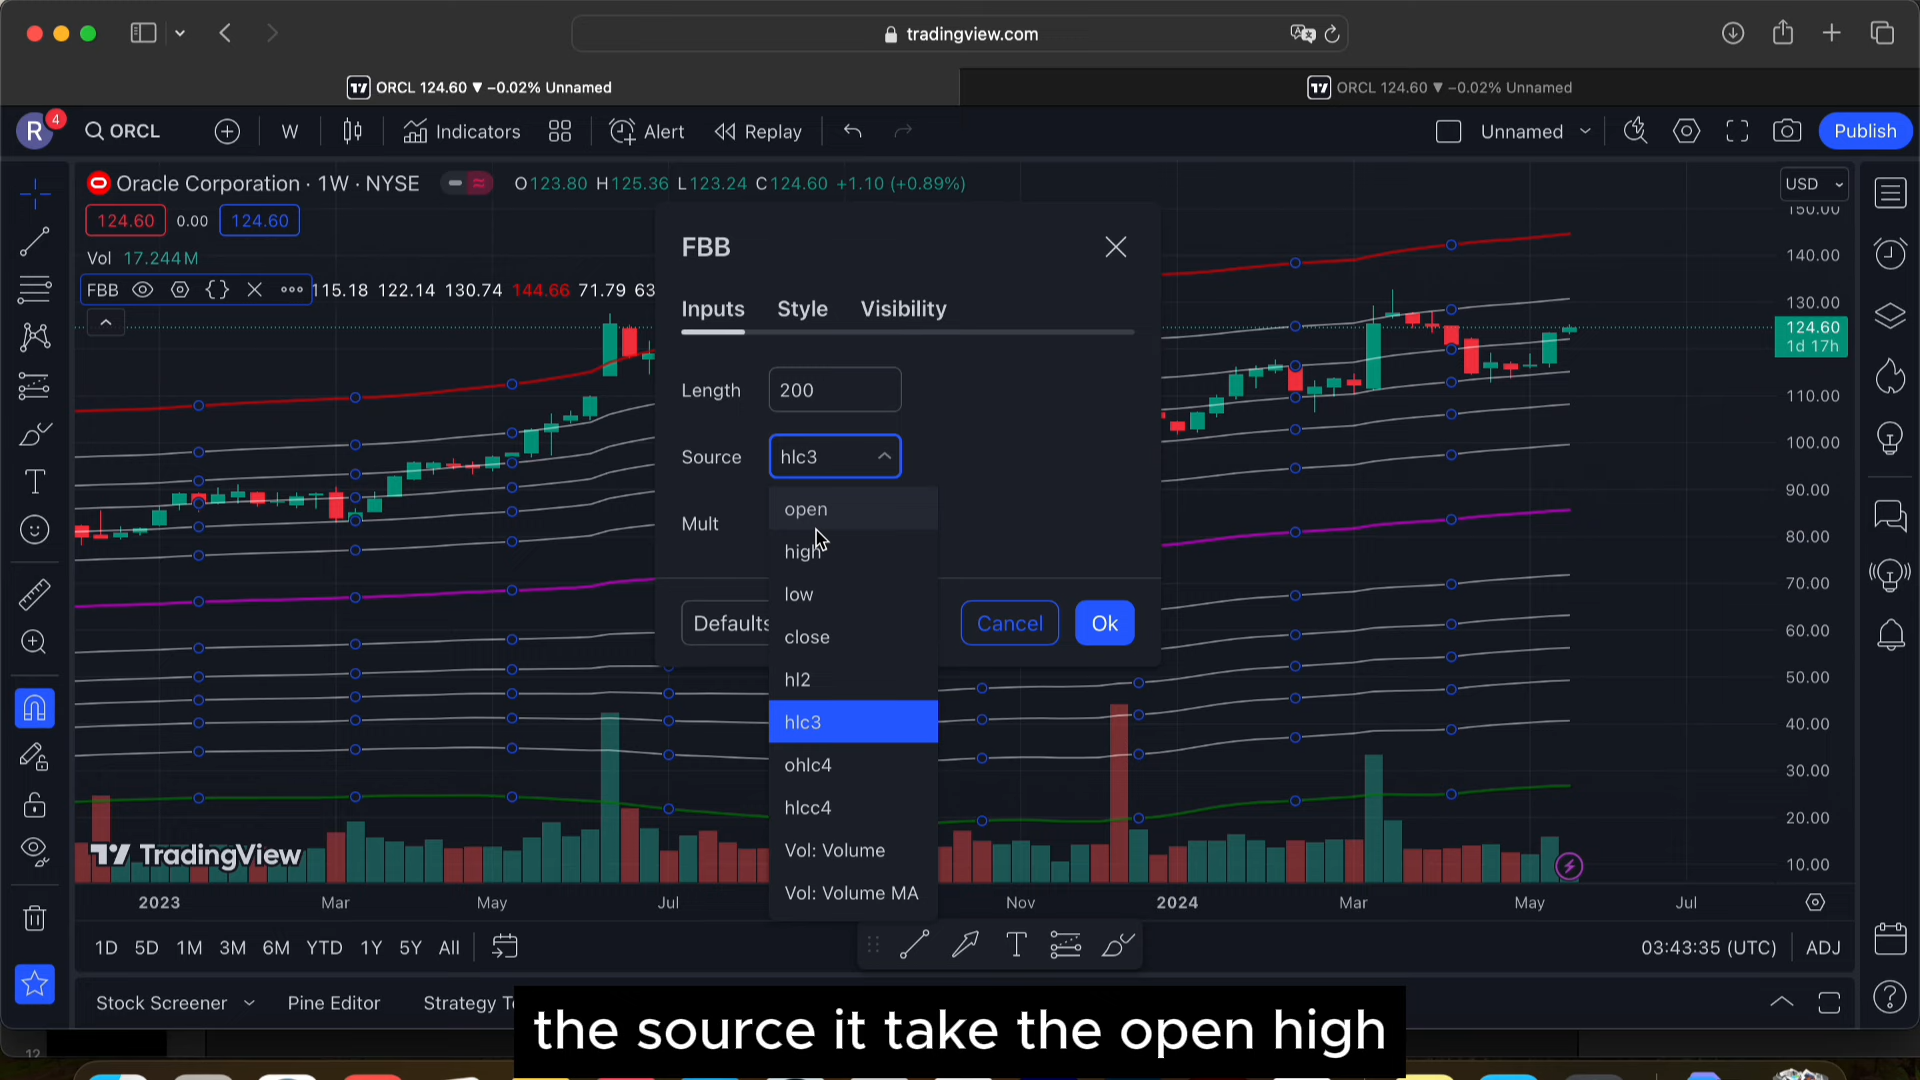 tradingview.com
ORCL 124.60 ▼ −0.02% Unnamed
ORCL 124.60 ▼ −0.02% Unnamed
R 4 ORCL W Indicators Alert Replay Unnamed Publish
Oracle Corporation · 1W · NYSE O123.80 H125.36 L123.24 C124.60 +1.10 (+0.89%) USD
124.60 0.00 124.60
Vol 17.244M
FBB 115.18 122.14 130.74 144.66 71.79 63
FBB
Inputs Style Visibility
Length 200
Source hlc3
Mult
open
high
low
close
hl2
hlc3
ohlc4
hlcc4
Vol: Volume
Vol: Volume MA
Defaults Cancel Ok
150.00
140.00
130.00
124.60
1d 17h
110.00
100.00
90.00
80.00
70.00
60.00
50.00
40.00
30.00
20.00
10.00
TradingView
2023 Mar May Jul Nov 2024 Mar May Jul
1D 5D 1M 3M 6M YTD 1Y 5Y All 03:43:35 (UTC) ADJ
Stock Screener Pine Editor Strategy T
the source it take the open high
12